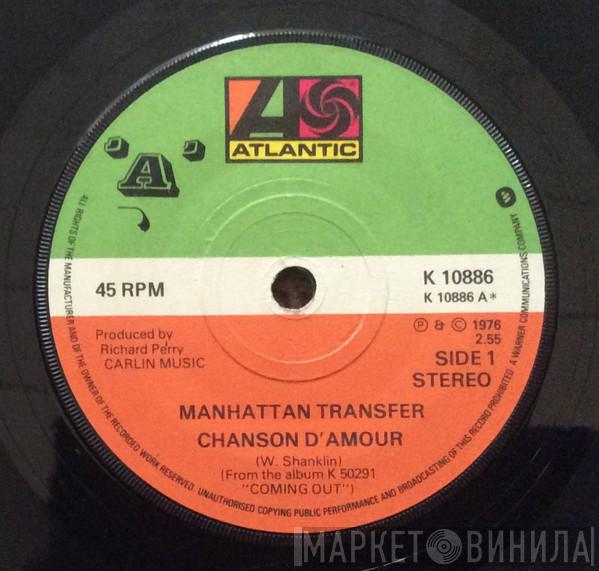 ATLANTIC
"A"
45 RPM
K 10886
K 10886 A*
Ⓟ & © 1976
2.55
SIDE 1
STEREO
Produced by
Richard Perry
CARLIN MUSIC
MANHATTAN TRANSFER
CHANSON D'AMOUR
(W. Shanklin)
(From the album K 50291
"COMING OUT")
ALL RIGHTS OF THE MANUFACTURER AND OF THE OWNER OF THE RECORDED WORK RESERVED. UNAUTHORISED COPYING PUBLIC PERFORMANCE AND BROADCASTING OF THIS RECORD PROHIBITED A WARNER COMMUNICATIONS COMPANY
МАРКЕТ ВИНИЛА